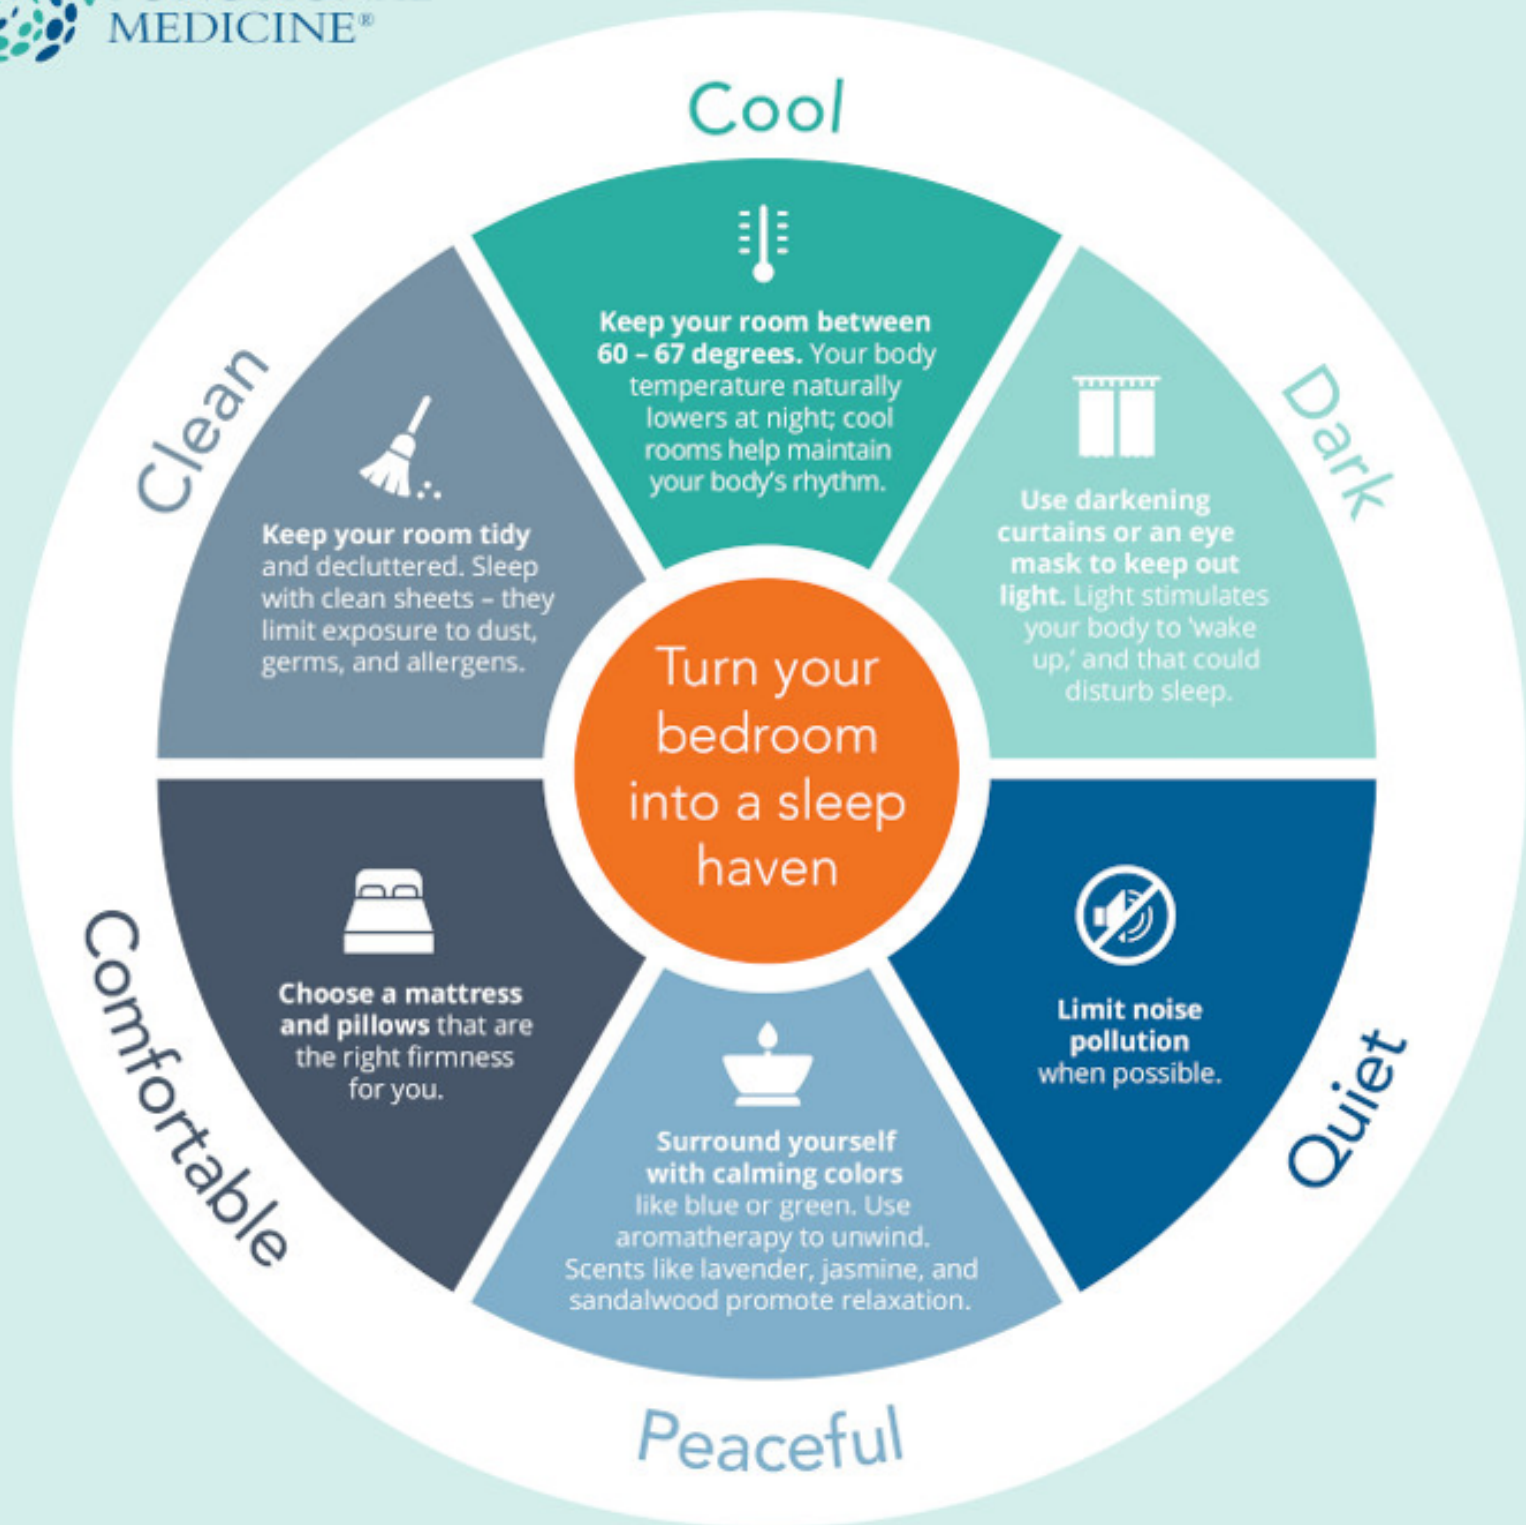 MEDICINE®
Cool
Keep your room between
60 – 67 degrees. Your body
temperature naturally
lowers at night; cool
rooms help maintain
your body's rhythm.
Dark
Use darkening
curtains or an eye
mask to keep out
light. Light stimulates
your body to 'wake
up,' and that could
disturb sleep.
Quiet
Limit noise
pollution
when possible.
Peaceful
Surround yourself
with calming colors
like blue or green. Use
aromatherapy to unwind.
Scents like lavender, jasmine, and
sandalwood promote relaxation.
Comfortable
Choose a mattress
and pillows that are
the right firmness
for you.
Clean
Keep your room tidy
and decluttered. Sleep
with clean sheets – they
limit exposure to dust,
germs, and allergens.
Turn your
bedroom
into a sleep
haven